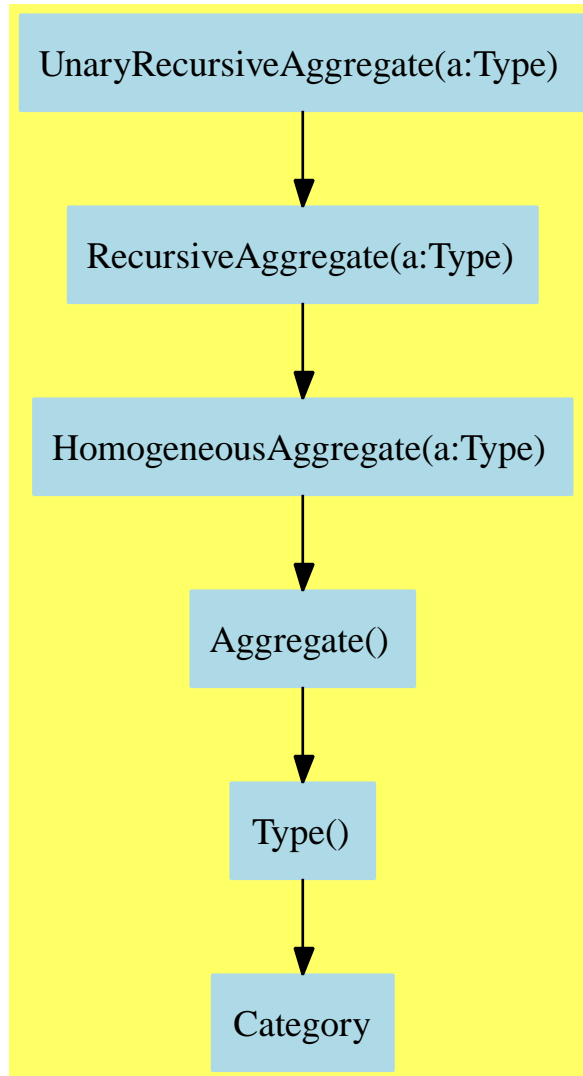 UnaryRecursiveAggregate(a:Type)
RecursiveAggregate(a:Type)
HomogeneousAggregate(a:Type)
Aggregate()
Type()
Category